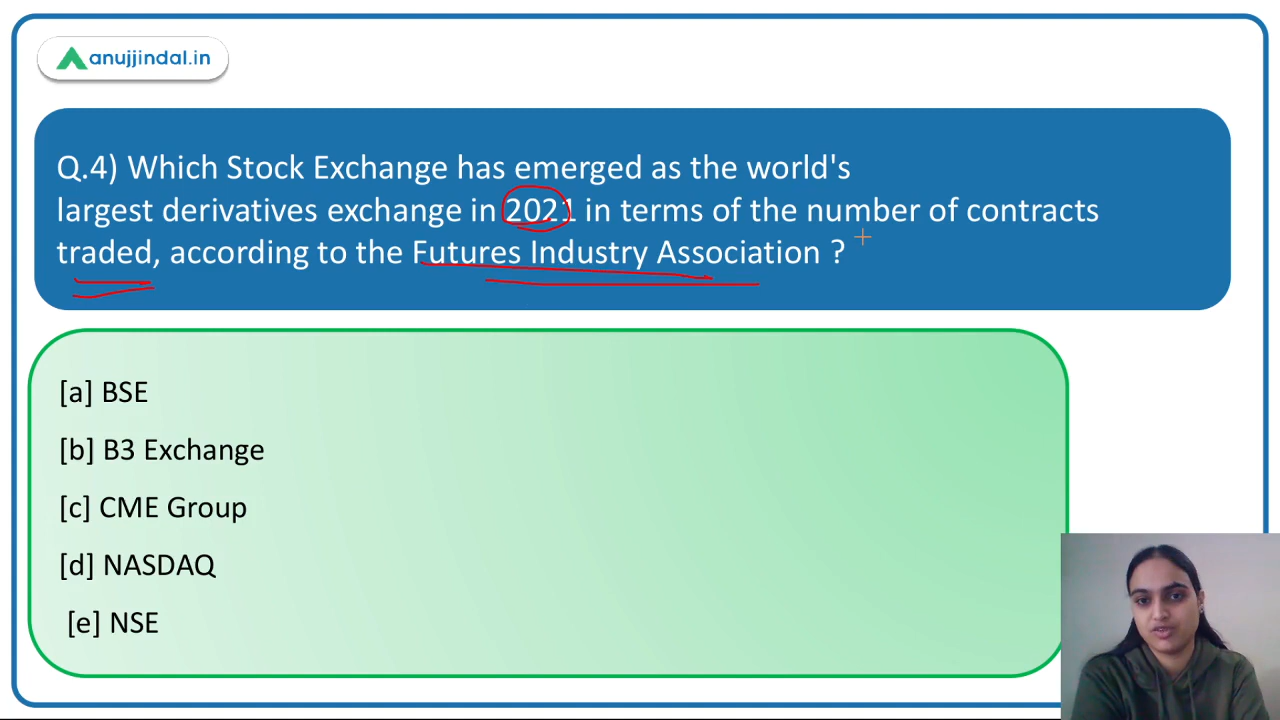 anujjindal.in
Q.4) Which Stock Exchange has emerged as the world's
largest derivatives exchange in 2021 in terms of the number of contracts
traded, according to the Futures Industry Association ?
[a] BSE
[b] B3 Exchange
[c] CME Group
[d] NASDAQ
[e] NSE